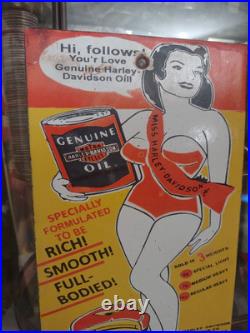 Hi, follows!
You'r Love
Genuine Harley-
Davidson Oil!
GENUINE
HARLEY-DAVIDSON
OIL
MISS HARLEY DAVIDSON
SPECIALLY
FORMULATED
TO BE
RICH!
SMOOTH!
FULL-
BODIED!
SOLD IN 3 WEIGHTS
SPECIAL LIGHT
MEDIUM HEAVY
REGULAR HEAVY